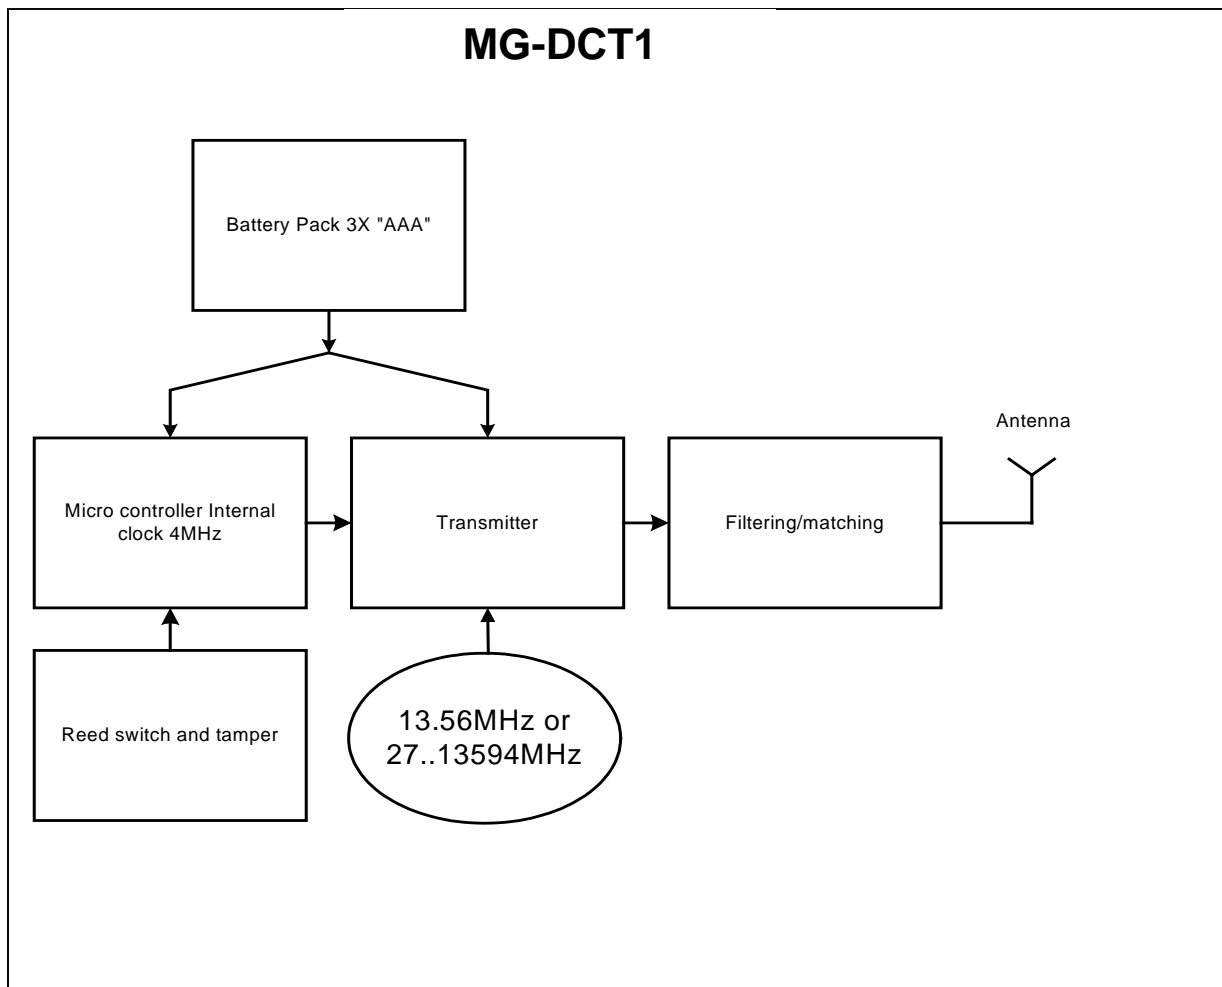 MG-DCT1
Battery Pack 3X "AAA"
Antenna
Micro controller Internal
clock 4MHz
Transmitter
Filtering/matching
Reed switch and tamper
13.56MHz or
27..13594MHz